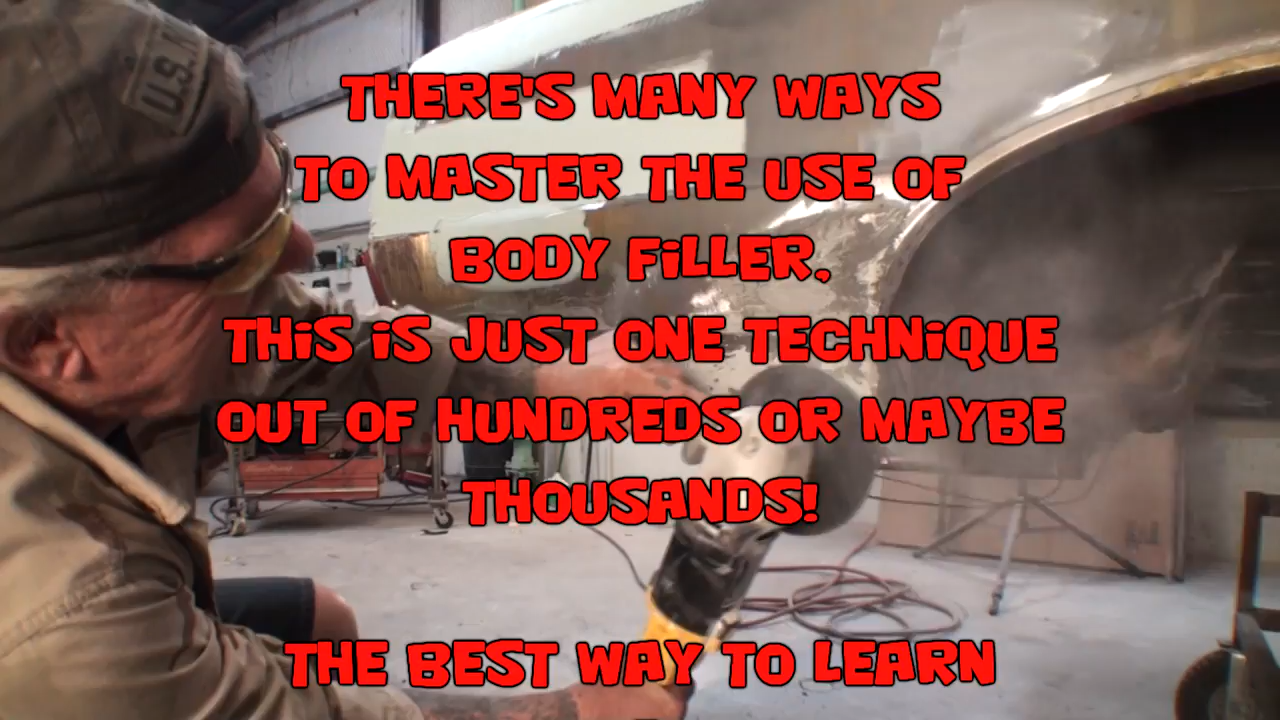 U.S.
THERE'S MANY WAYS
TO MASTER THE USE OF
BODY FILLER,
THIS IS JUST ONE TECHNIQUE
OUT OF HUNDREDS OR MAYBE
THOUSANDS!
THE BEST WAY TO LEARN